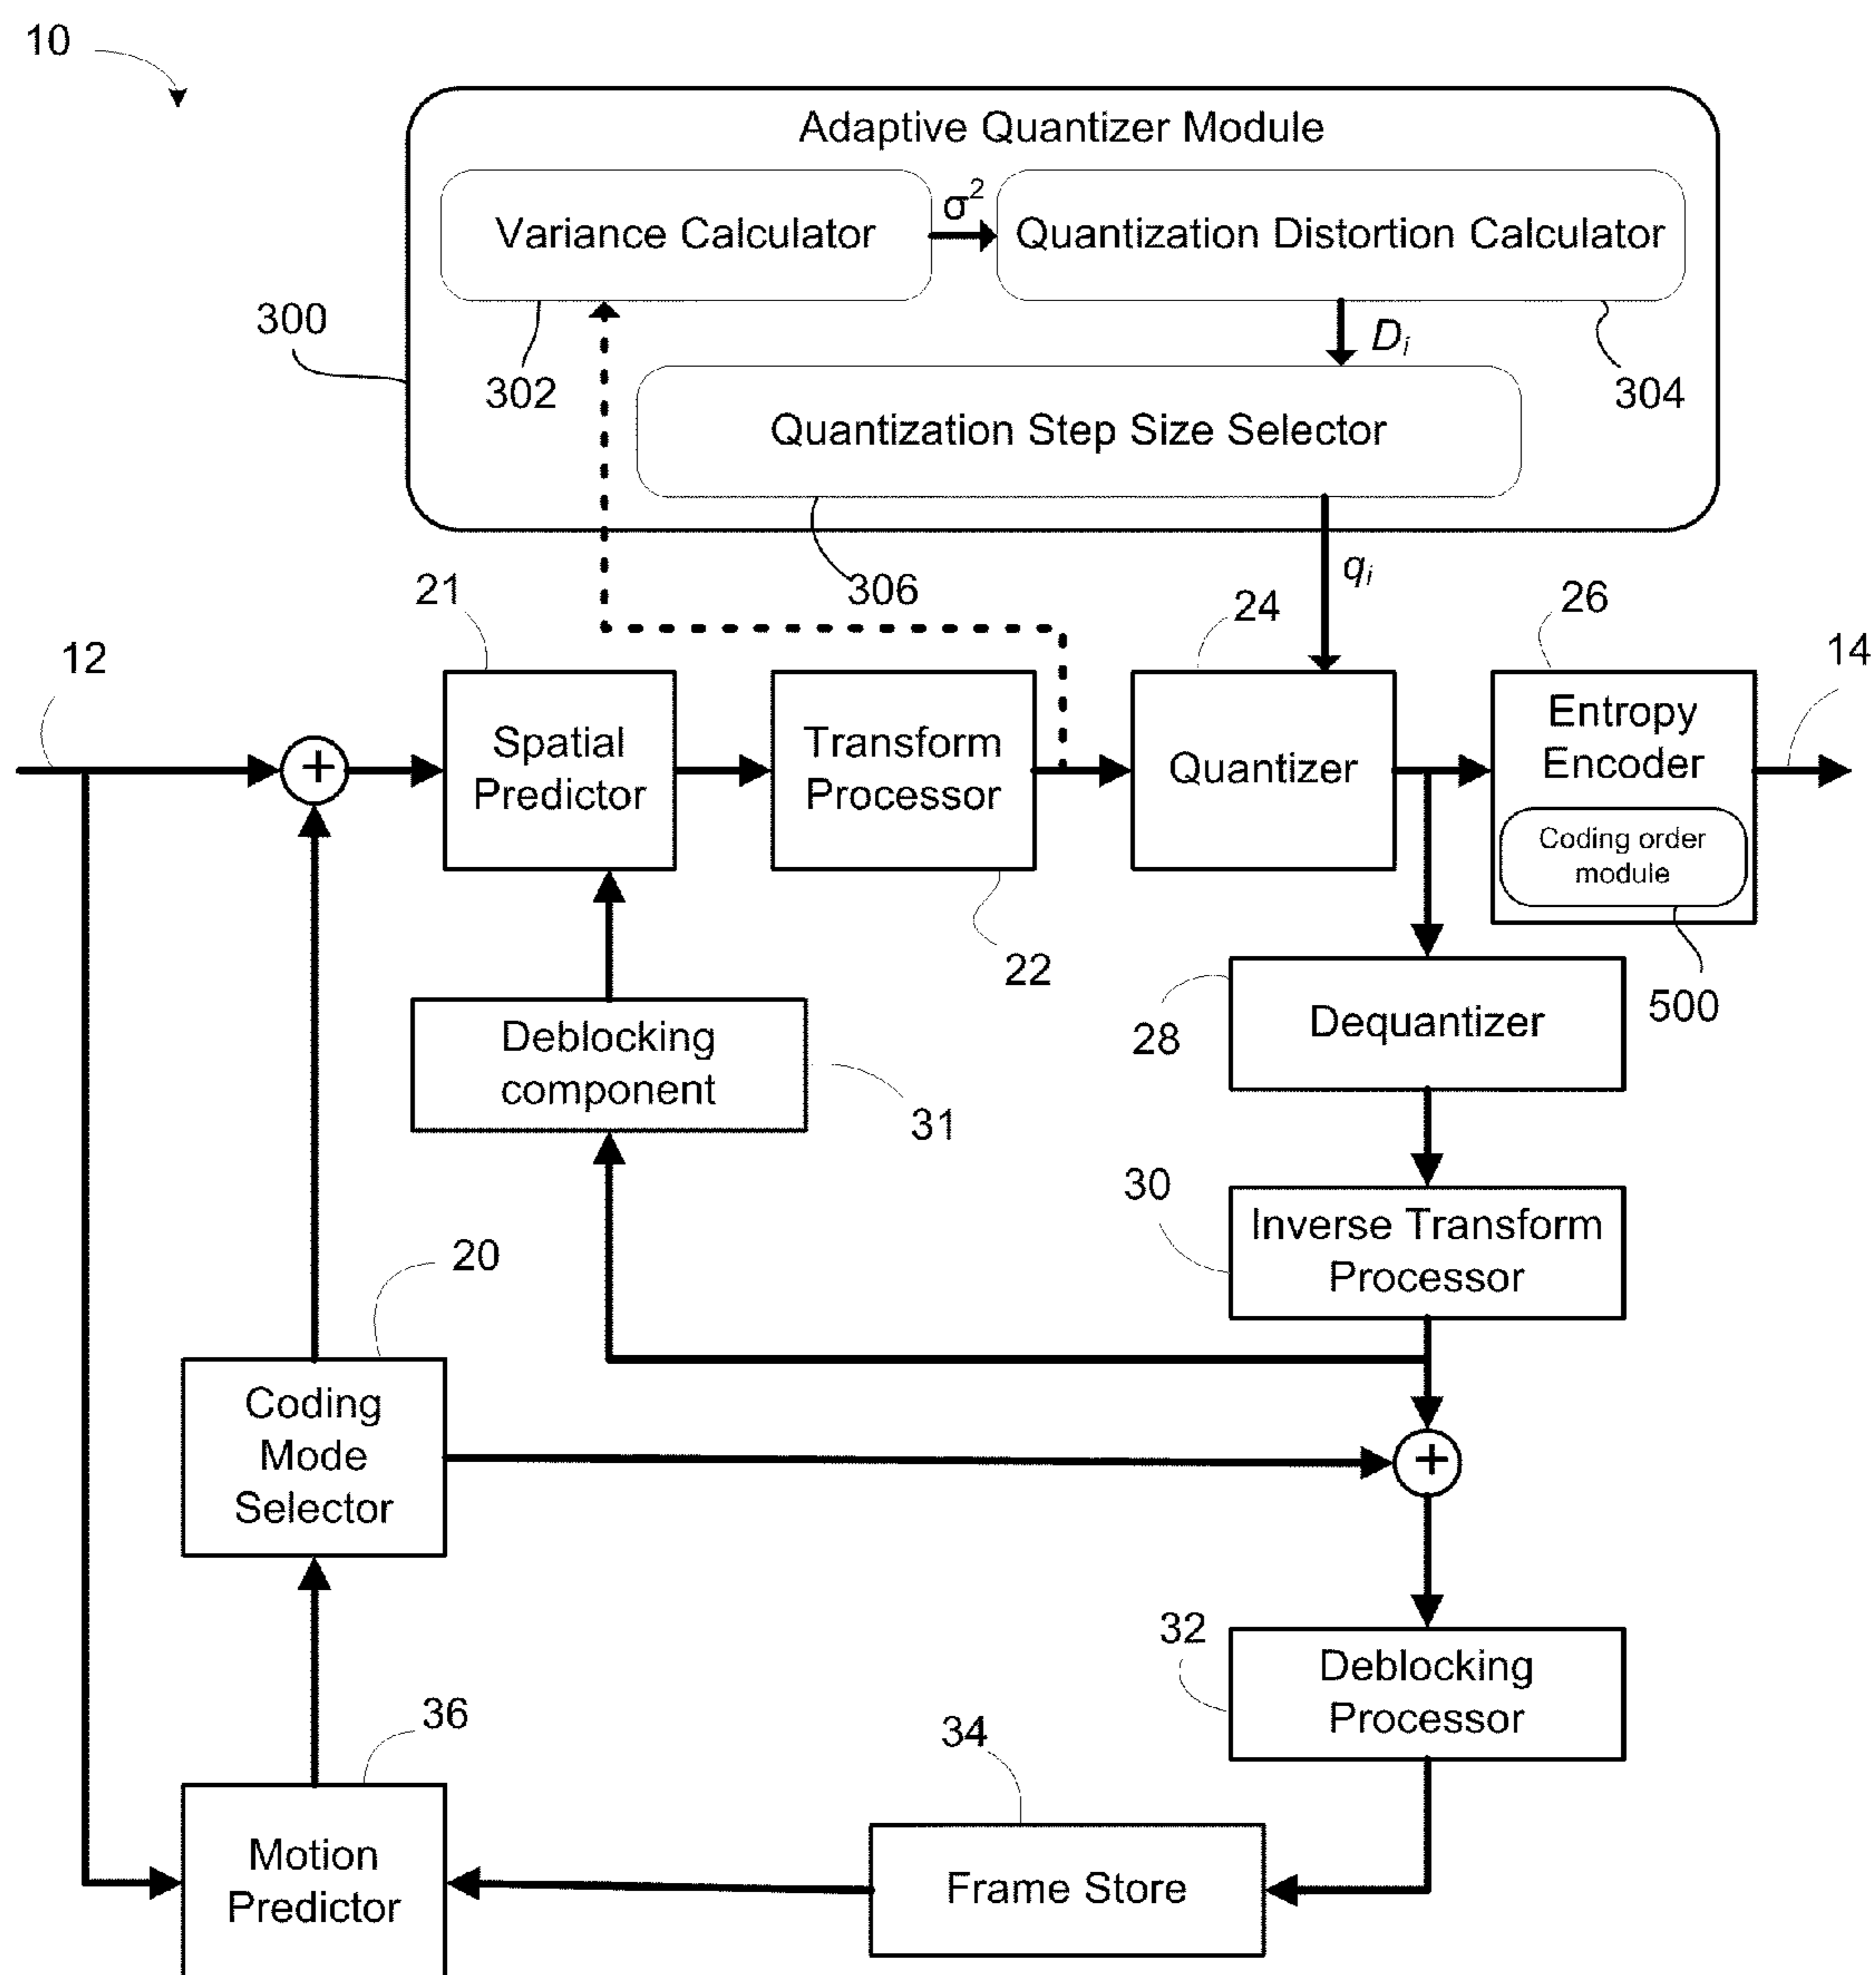 10
Adaptive Quantizer Module
Variance Calculator
σ²
Quantization Distortion Calculator
300
302
Di
304
Quantization Step Size Selector
306
qi
21
24
26
12
14
+
Spatial
Predictor
Transform
Processor
Quantizer
Entropy
Encoder
Coding order
module
22
500
28
Dequantizer
Deblocking
component
31
30
Inverse Transform
Processor
20
Coding
Mode
Selector
+
32
Deblocking
Processor
36
34
Motion
Predictor
Frame Store